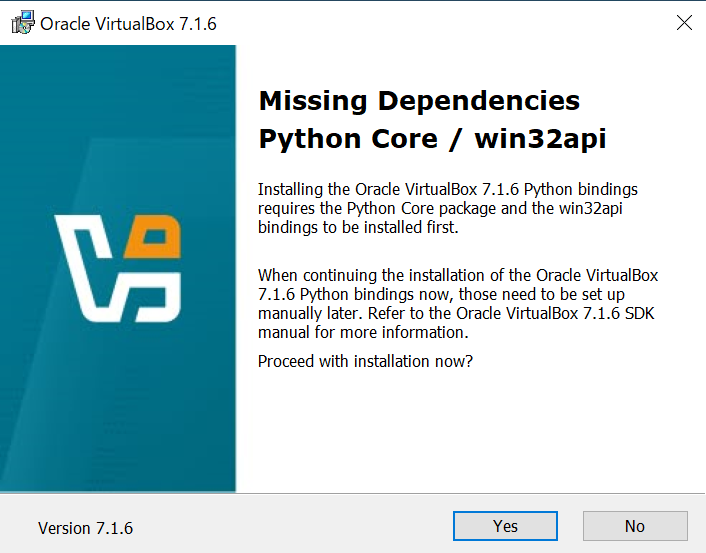 Oracle VirtualBox 7.1.6
Missing Dependencies
Python Core / win32api
Installing the Oracle VirtualBox 7.1.6 Python bindings
requires the Python Core package and the win32api
bindings to be installed first.
When continuing the installation of the Oracle VirtualBox
7.1.6 Python bindings now, those need to be set up
manually later. Refer to the Oracle VirtualBox 7.1.6 SDK
manual for more information.
Proceed with installation now?
Version 7.1.6
Yes
No